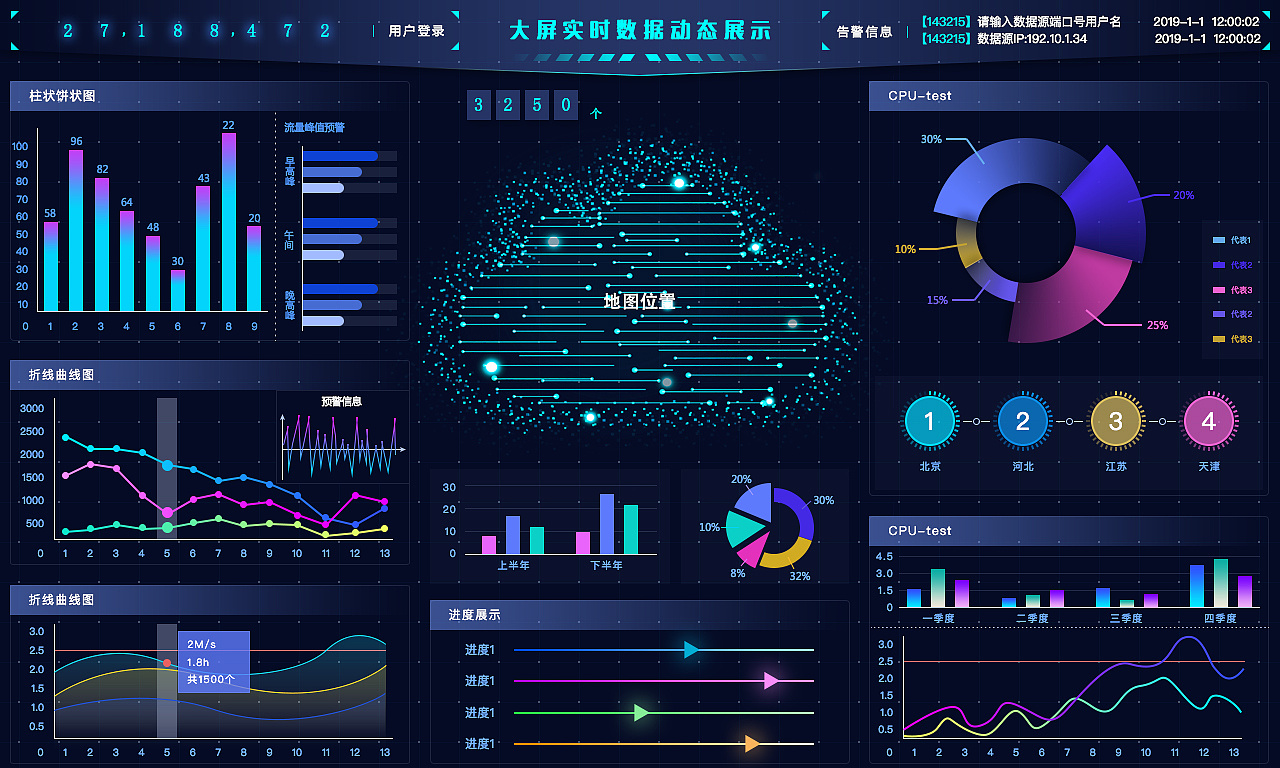 2 7 , 1 8 8 , 4 7 2
用户登录
大屏实时数据动态展示
告警信息
【143215】 请输入数据源端口号用户名 2019-1-1 12:00:02
【143215】 数据源IP:192.10.1.34 2019-1-1 12:00:02
柱状饼状图
100
90
80
70
60
50
40
30
20
10
0
58 96 82 64 48 30 43 22 20
1 2 3 4 5 6 7 8 9
流量峰值预警
早高峰
午间
晚高峰
折线曲线图
3000
2500
2000
1500
1000
500
0
1 2 3 4 5 6 7 8 9 10 11 12 13
预警信息
折线曲线图
3.0
2.5
2.0
1.5
1.0
0.5
0
1 2 3 4 5 6 7 8 9 10 11 12 13
2M/s
1.8h
共1500个
3 2 5 0 个
地图位置
30
20
10
0
上半年 下半年
20%
30%
10%
8%
32%
进度展示
进度1
进度1
进度1
进度1
CPU-test
30%
20%
10%
15%
25%
代表1
代表2
代表3
代表2
代表3
1 2 3 4
北京 河北 江苏 天津
CPU-test
4.5
3.0
1.5
0
一季度 二季度 三季度 四季度
3.0
2.5
2.0
1.5
1.0
0.5
0
1 2 3 4 5 6 7 8 9 10 11 12 13